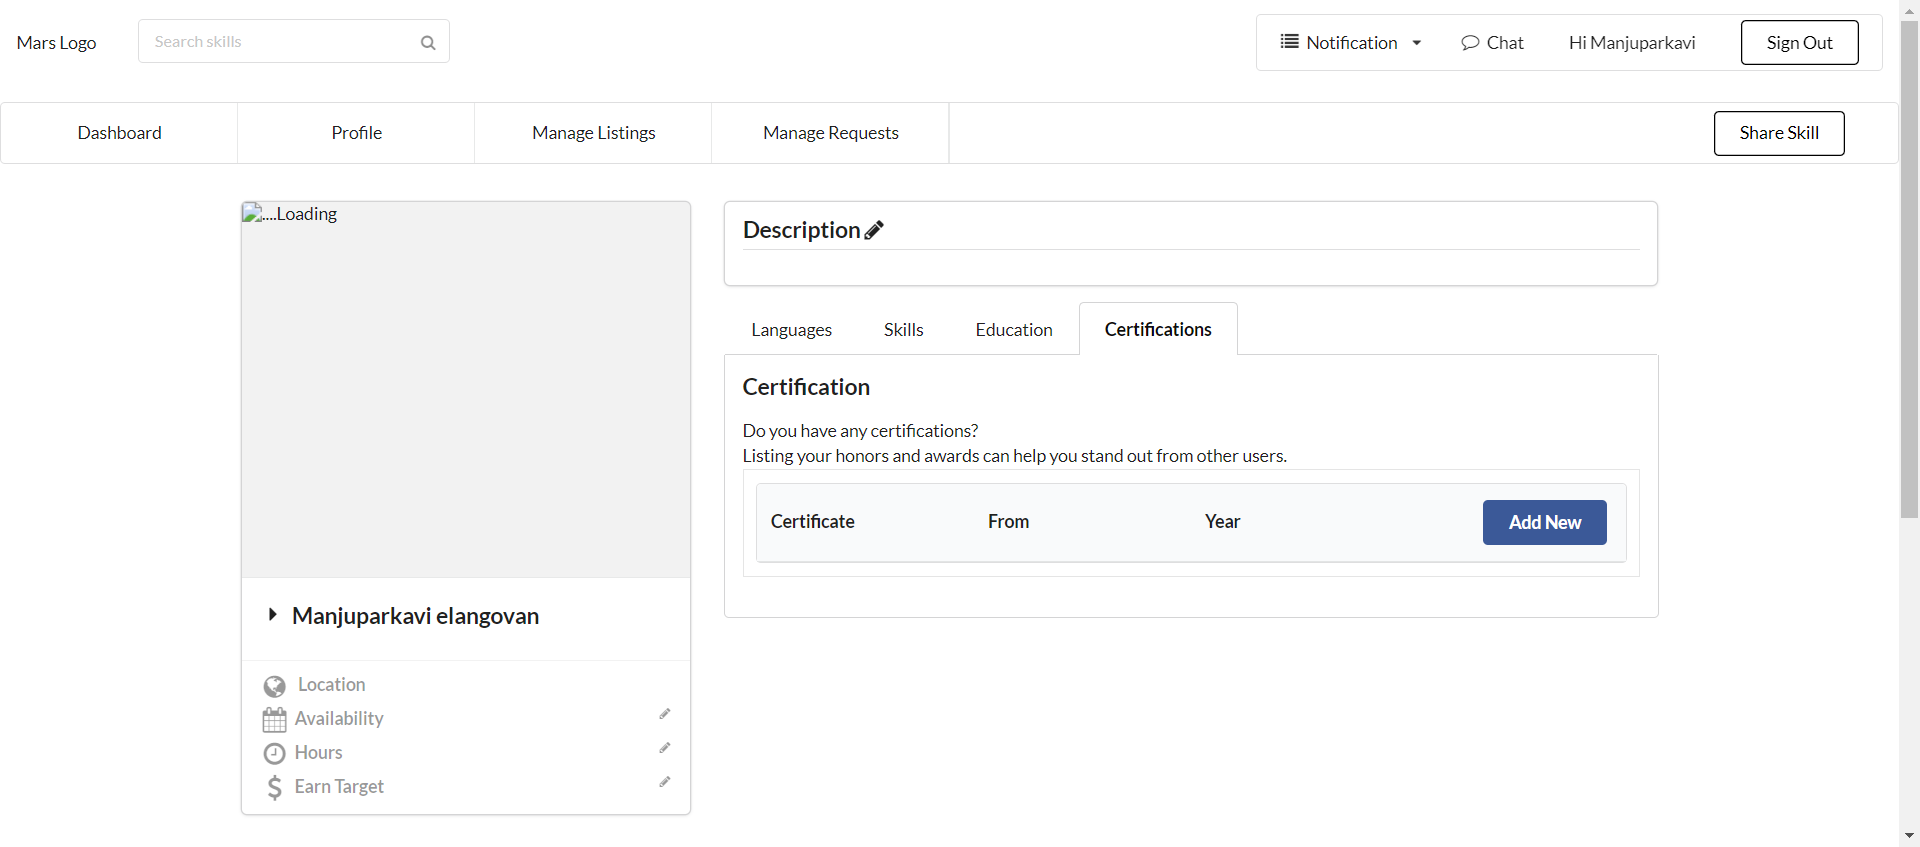 Mars Logo
Search skills
Notification
Chat
Hi Manjuparkavi
Sign Out
Dashboard
Profile
Manage Listings
Manage Requests
Share Skill
....Loading
Manjuparkavi elangovan
Location
Availability
Hours
Earn Target
Description
Languages
Skills
Education
Certifications
Certification
Do you have any certifications?
Listing your honors and awards can help you stand out from other users.
Certificate
From
Year
Add New